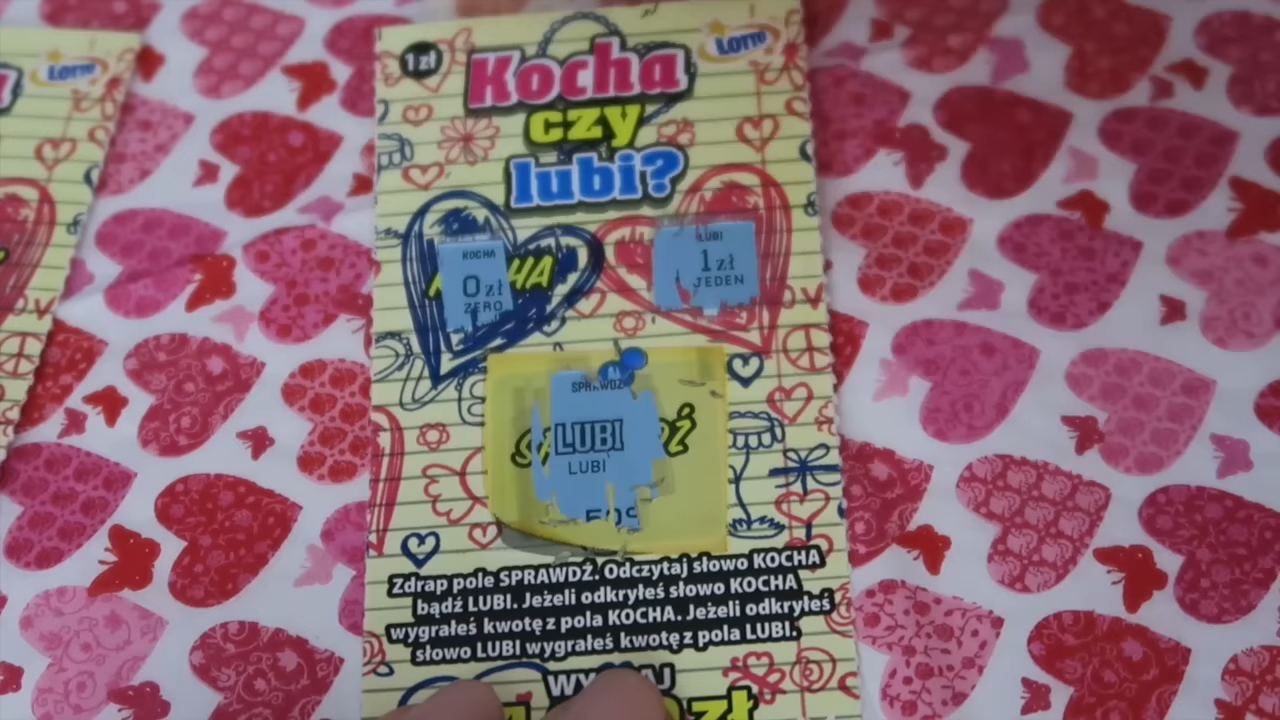 1 zł
LOTTO
LOTTO
Kocha
czy
lubi?
KOCHA
0 zł
ZERO
LUBI
1 zł
JEDEN
SPRAWDŹ
LUBI
LUBI
Zdrap pole SPRAWDŹ. Odczytaj słowo KOCHA
bądź LUBI. Jeżeli odkryłeś słowo KOCHA
wygrałeś kwotę z pola KOCHA. Jeżeli odkryłeś
słowo LUBI wygrałeś kwotę z pola LUBI.
zł